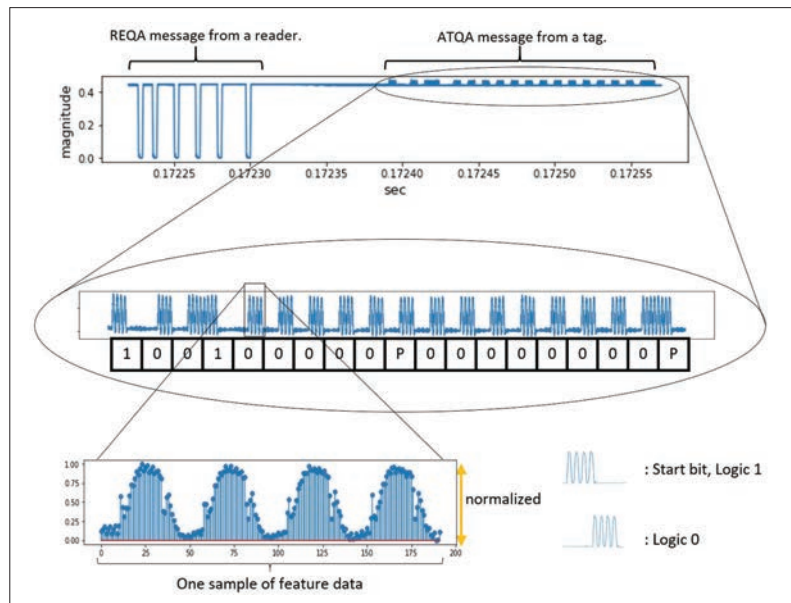 REQA message from a reader.
ATQA message from a tag.
magnitude
0.4
0.2
0.0
0.17225 0.17230 0.17235 0.17240 0.17245 0.17250 0.17255
sec
1 0 0 1 0 0 0 0 0 P 0 0 0 0 0 0 0 0 P
1.00
0.75
0.50
0.25
0.00
0 25 50 75 100 125 150 175 200
normalized
One sample of feature data
: Start bit, Logic 1
: Logic 0